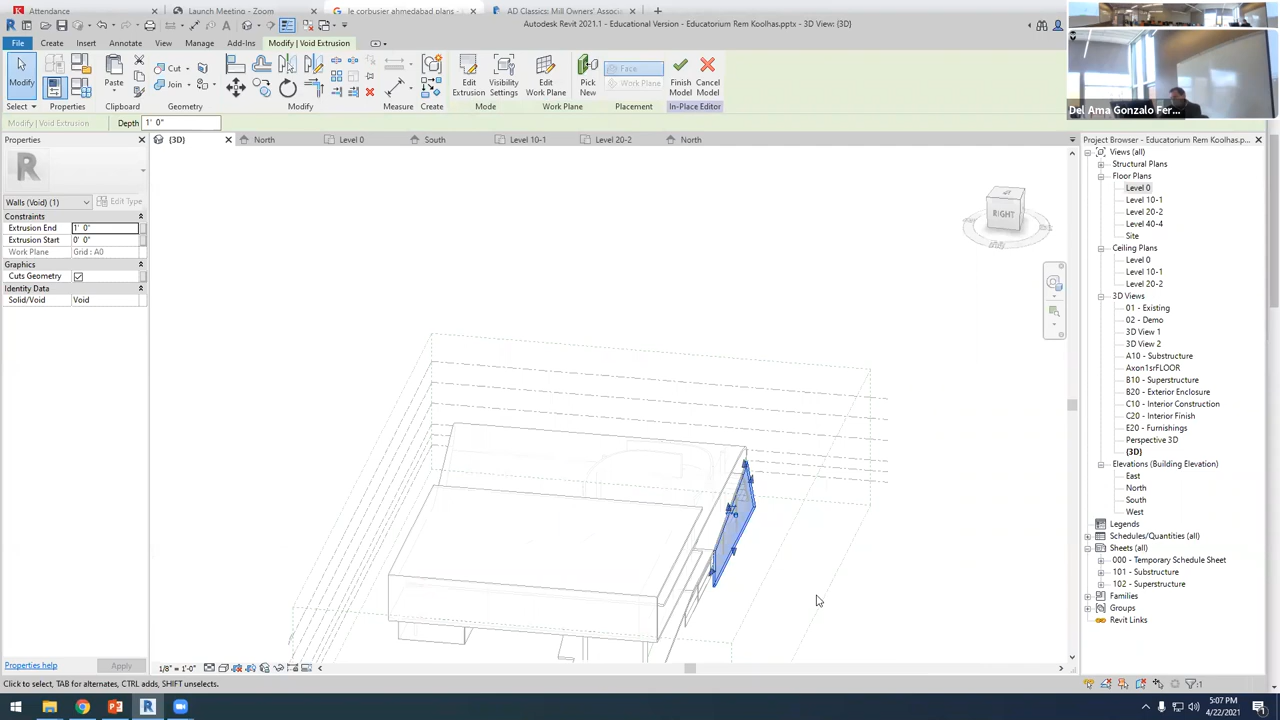 Attendance
Launch Meeting - Zoom
le corbusier ahmedabad plans -
AD Classics: Mill Owners' Assoc
Autodesk Revit 2021.1 - Educational Version - Educatorium Rem Koolhas.pptx - 3D View: {3D}
File Create Insert Annotate View Manage Add-Ins Modify | Void Extrusion
Cut
Join
Modify
Paste
Edit Extrusion
Visibility Settings
Edit Work Plane
Pick New
Face
Work Plane
Finish Model
Cancel Model
Select Properties Clipboard Geometry Modify Measure Create Mode Work Plane Placement In-Place Editor
Del Ama Gonzalo Fer...
Modify | Void Extrusion Depth 1' 0"
Properties
{3D} North Level 0 South Level 10-1 Level 20-2 North
Project Browser - Educatorium Rem Koolhas.p...
Walls (Void) (1) Edit Type
Constraints
Extrusion End 1' 0"
Extrusion Start 0' 0"
Work Plane Grid : A0
Graphics
Cuts Geometry
Identity Data
Solid/Void Void
RIGHT
Views (all)
Structural Plans
Floor Plans
Level 0
Level 10-1
Level 20-2
Level 40-4
Site
Ceiling Plans
Level 0
Level 10-1
Level 20-2
3D Views
01 - Existing
02 - Demo
3D View 1
3D View 2
A10 - Substructure
Axon1srFLOOR
B10 - Superstructure
B20 - Exterior Enclosure
C10 - Interior Construction
C20 - Interior Finish
E20 - Furnishings
Perspective 3D
{3D}
Elevations (Building Elevation)
East
North
South
West
Legends
Schedules/Quantities (all)
Sheets (all)
000 - Temporary Schedule Sheet
101 - Substructure
102 - Superstructure
Families
Groups
Revit Links
Properties help Apply
1/8" = 1'-0"
Click to select, TAB for alternates, CTRL adds, SHIFT unselects.
:1
5:07 PM
4/22/2021